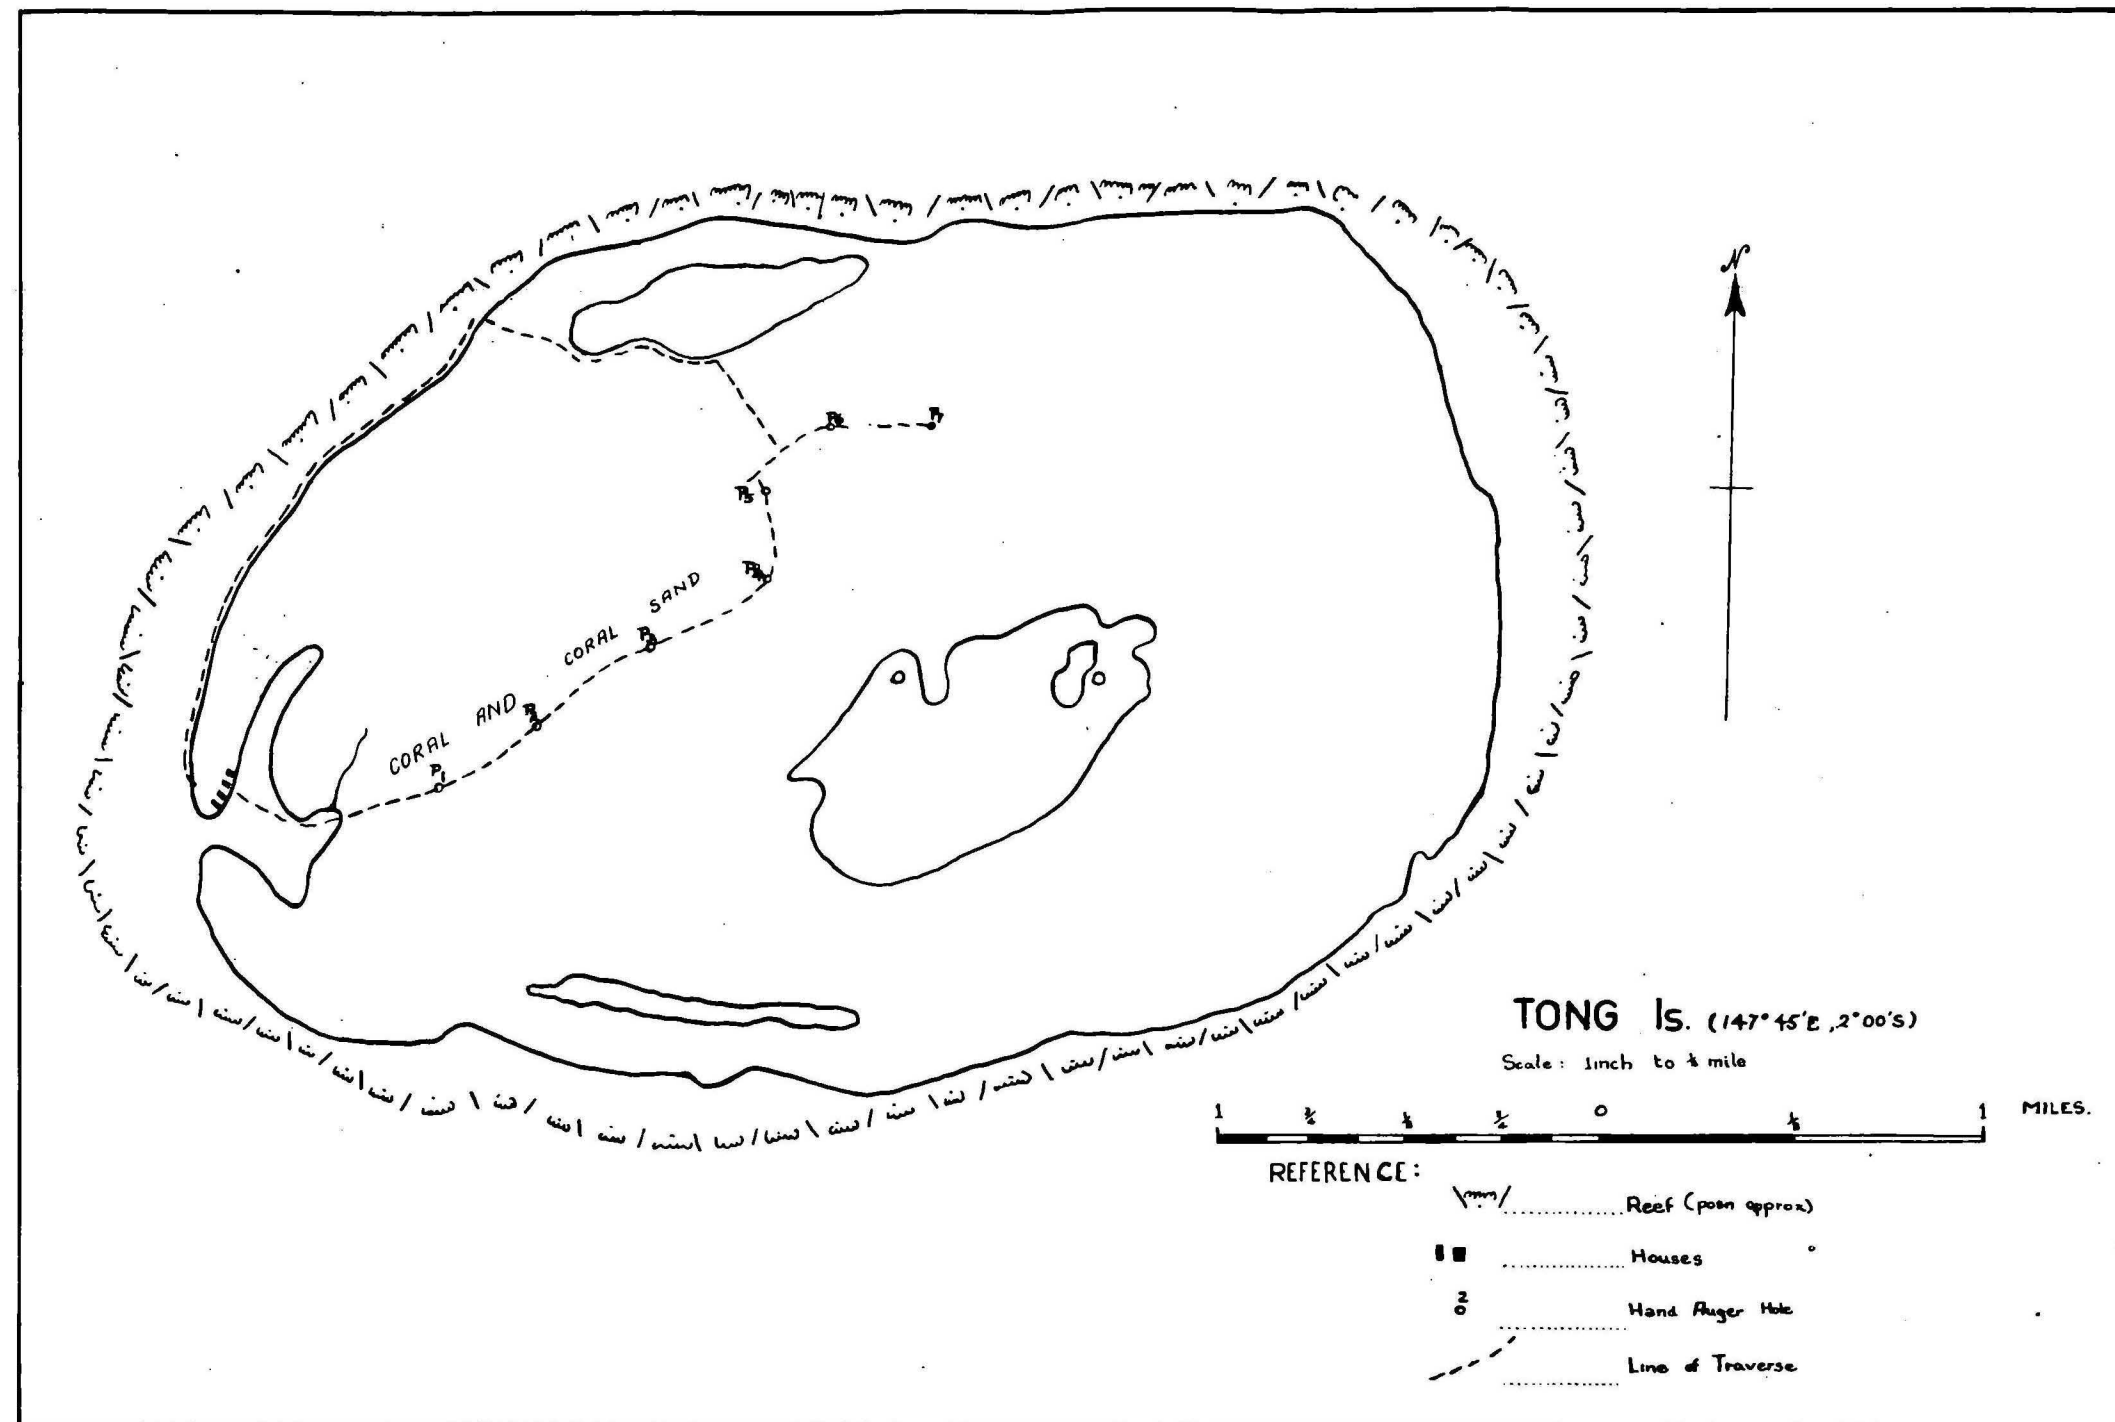 N
P7
P6
P5
P4
CORAL AND CORAL SAND
P3
P2
P1
TONG Is. (147°45'E, 2°00'S)
Scale: 1inch to ¼ mile
1 ¾ ½ ¼ 0 ½ 1 MILES.
REFERENCE:
Reef (posn approx)
Houses
2
Hand Auger Hole
Line of Traverse